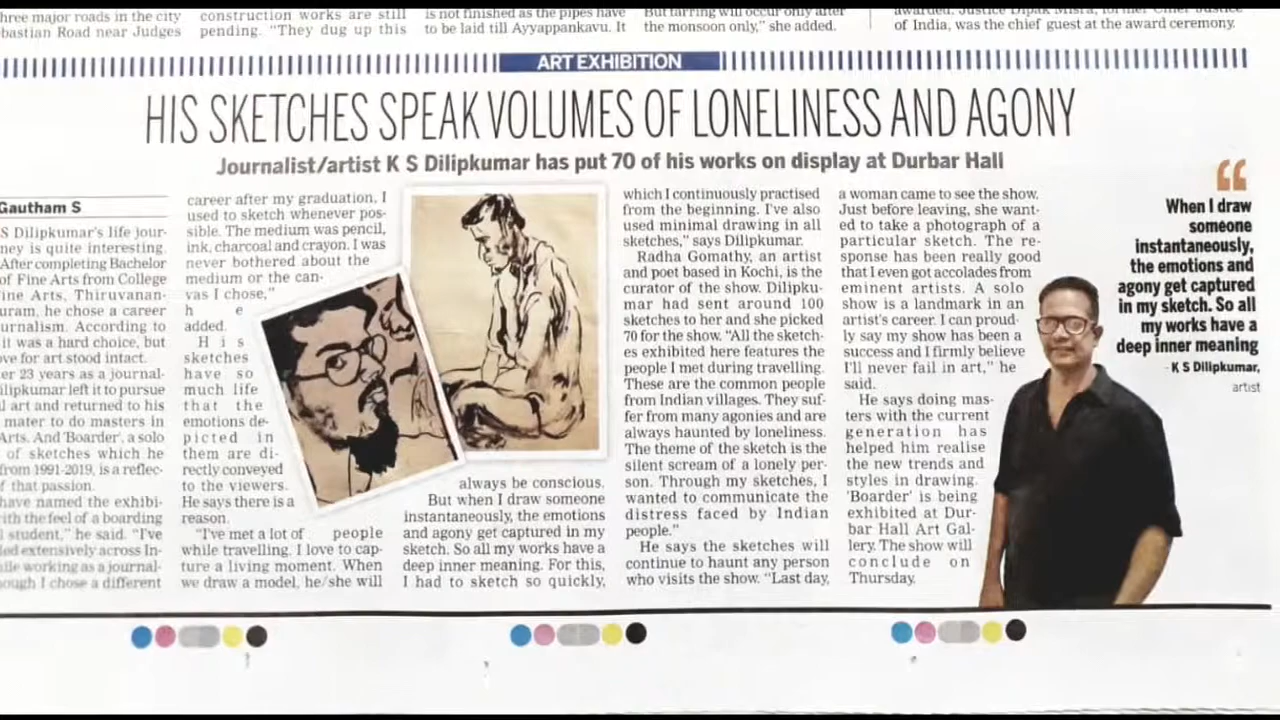 hree major roads in the city
bastian Road near Judges
construction works are still
pending. “They dug up this
is not finished as the pipes have
to be laid till Ayyappankavu. It
But tarring will occur only after
the monsoon only,” she added.
awarded. Justice Dipak Misra, former Chief Justice
of India, was the chief guest at the award ceremony.
ART EXHIBITION
HIS SKETCHES SPEAK VOLUMES OF LONELINESS AND AGONY
Journalist/artist K S Dilipkumar has put 70 of his works on display at Durbar Hall
Gautham S
S Dilipkumar's life jour-
ney is quite interesting.
After completing Bachelor
of Fine Arts from College
ine Arts, Thiruvanan-
uram, he chose a career
urnalism. According to
it was a hard choice, but
ve for art stood intact.
er 23 years as a journal-
ilipkumar left it to pursue
l art and returned to his
mater to do masters in
Arts. And 'Boarder', a solo
of sketches which he
from 1991-2019, is a reflec-
f that passion.
have named the exhibi-
ith the feel of a boarding
l student,” he said. “I've
led extensively across In-
ile working as a journal-
ough I chose a different
career after my graduation, I
used to sketch whenever pos-
sible. The medium was pencil,
ink, charcoal and crayon. I was
never bothered about the
medium or the can-
vas I chose,”
h e
added.
H i s
sketches
have so
much life
that the
emotions de-
picted in
them are di-
rectly conveyed
to the viewers.
He says there is a
reason.
“I've met a lot of people
while travelling. I love to cap-
ture a living moment. When
we draw a model, he/she will
always be conscious.
But when I draw someone
instantaneously, the emotions
and agony get captured in my
sketch. So all my works have a
deep inner meaning. For this,
I had to sketch so quickly,
which I continuously practised
from the beginning. I've also
used minimal drawing in all
sketches,” says Dilipkumar.
Radha Gomathy, an artist
and poet based in Kochi, is the
curator of the show. Dilipku-
mar had sent around 100
sketches to her and she picked
70 for the show. “All the sketch-
es exhibited here features the
people I met during travelling.
These are the common people
from Indian villages. They suf-
fer from many agonies and are
always haunted by loneliness.
The theme of the sketch is the
silent scream of a lonely per-
son. Through my sketches, I
wanted to communicate the
distress faced by Indian
people.”
He says the sketches will
continue to haunt any person
who visits the show. “Last day,
a woman came to see the show.
Just before leaving, she want-
ed to take a photograph of a
particular sketch. The re-
sponse has been really good
that I even got accolades from
eminent artists. A solo
show is a landmark in an
artist's career. I can proud-
ly say my show has been a
success and I firmly believe
I'll never fail in art,” he
said.
He says doing mas-
ters with the current
generation has
helped him realise
the new trends and
styles in drawing.
'Boarder' is being
exhibited at Dur-
bar Hall Art Gal-
lery. The show will
conclude on
Thursday.
“
When I draw
someone
instantaneously,
the emotions and
agony get captured
in my sketch. So all
my works have a
deep inner meaning
- K S Dilipkumar,
artist